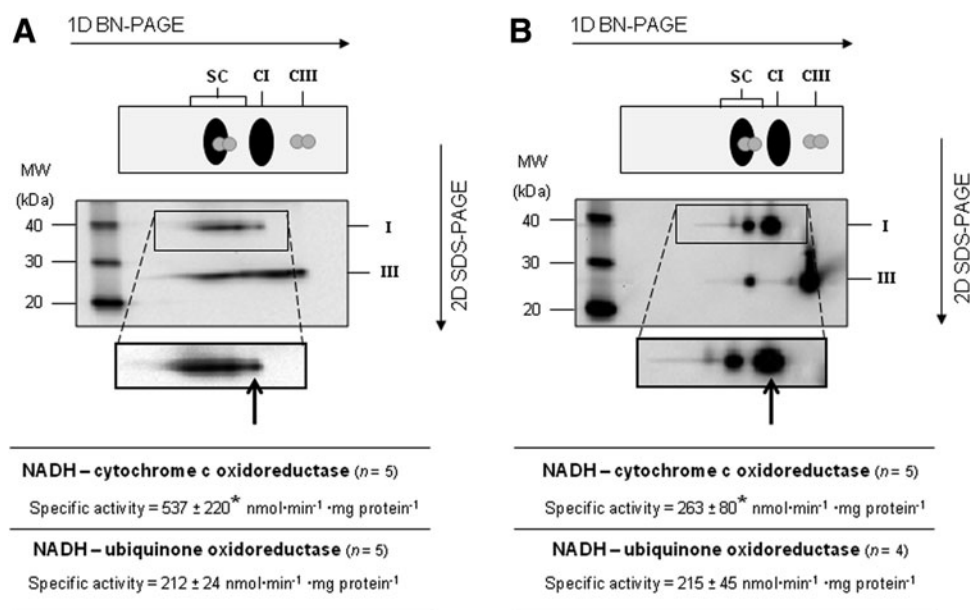 A
1D BN-PAGE
SC CI CIII
MW
(kDa)
40
30
20
I
III
2D SDS-PAGE
NADH – cytochrome c oxidoreductase (n= 5)
Specific activity = 537 ± 220* nmol·min-1 ·mg protein-1
NADH – ubiquinone oxidoreductase (n= 5)
Specific activity = 212 ± 24 nmol·min-1 ·mg protein-1
B
1D BN-PAGE
SC CI CIII
MW
(kDa)
40
30
20
I
III
2D SDS-PAGE
NADH – cytochrome c oxidoreductase (n= 5)
Specific activity = 263 ± 80* nmol·min-1 ·mg protein-1
NADH – ubiquinone oxidoreductase (n= 4)
Specific activity = 215 ± 45 nmol·min-1 ·mg protein-1